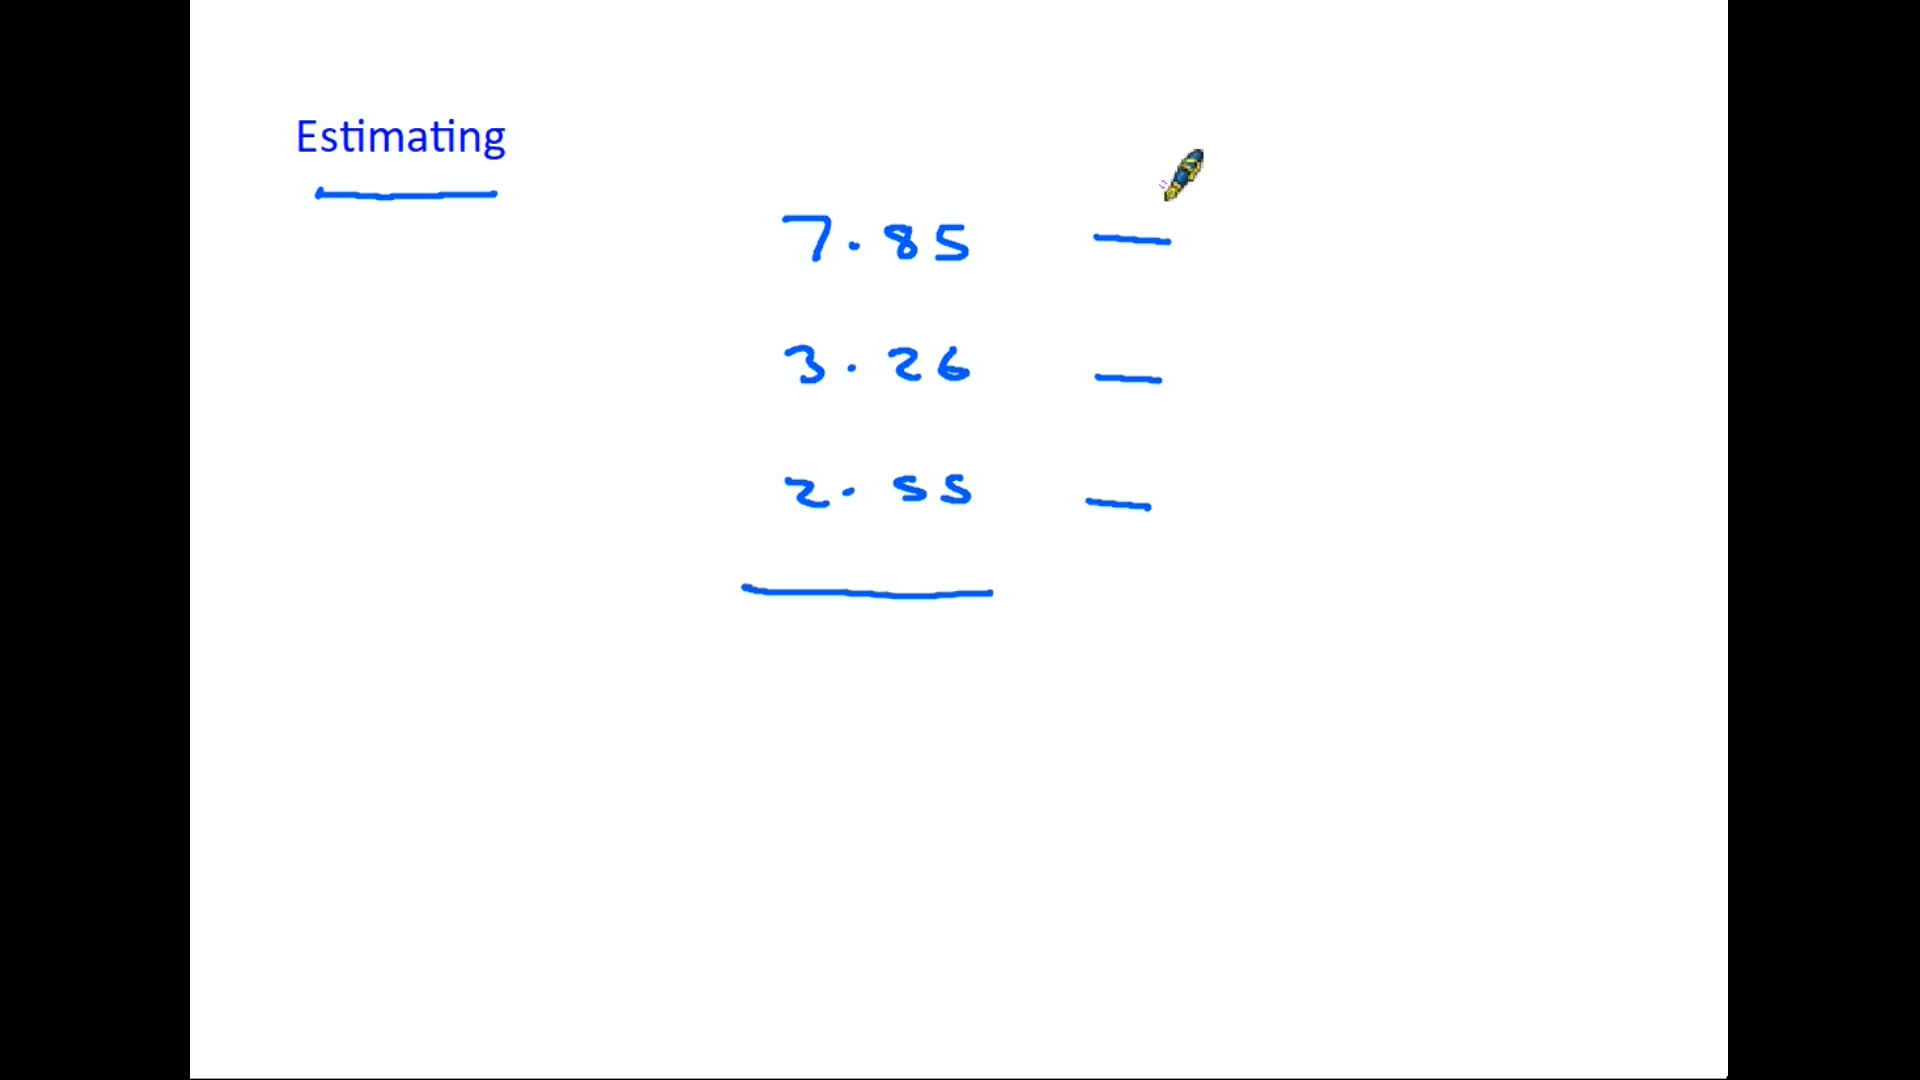 Estimating
7.85 —
3.26 —
2.55 —